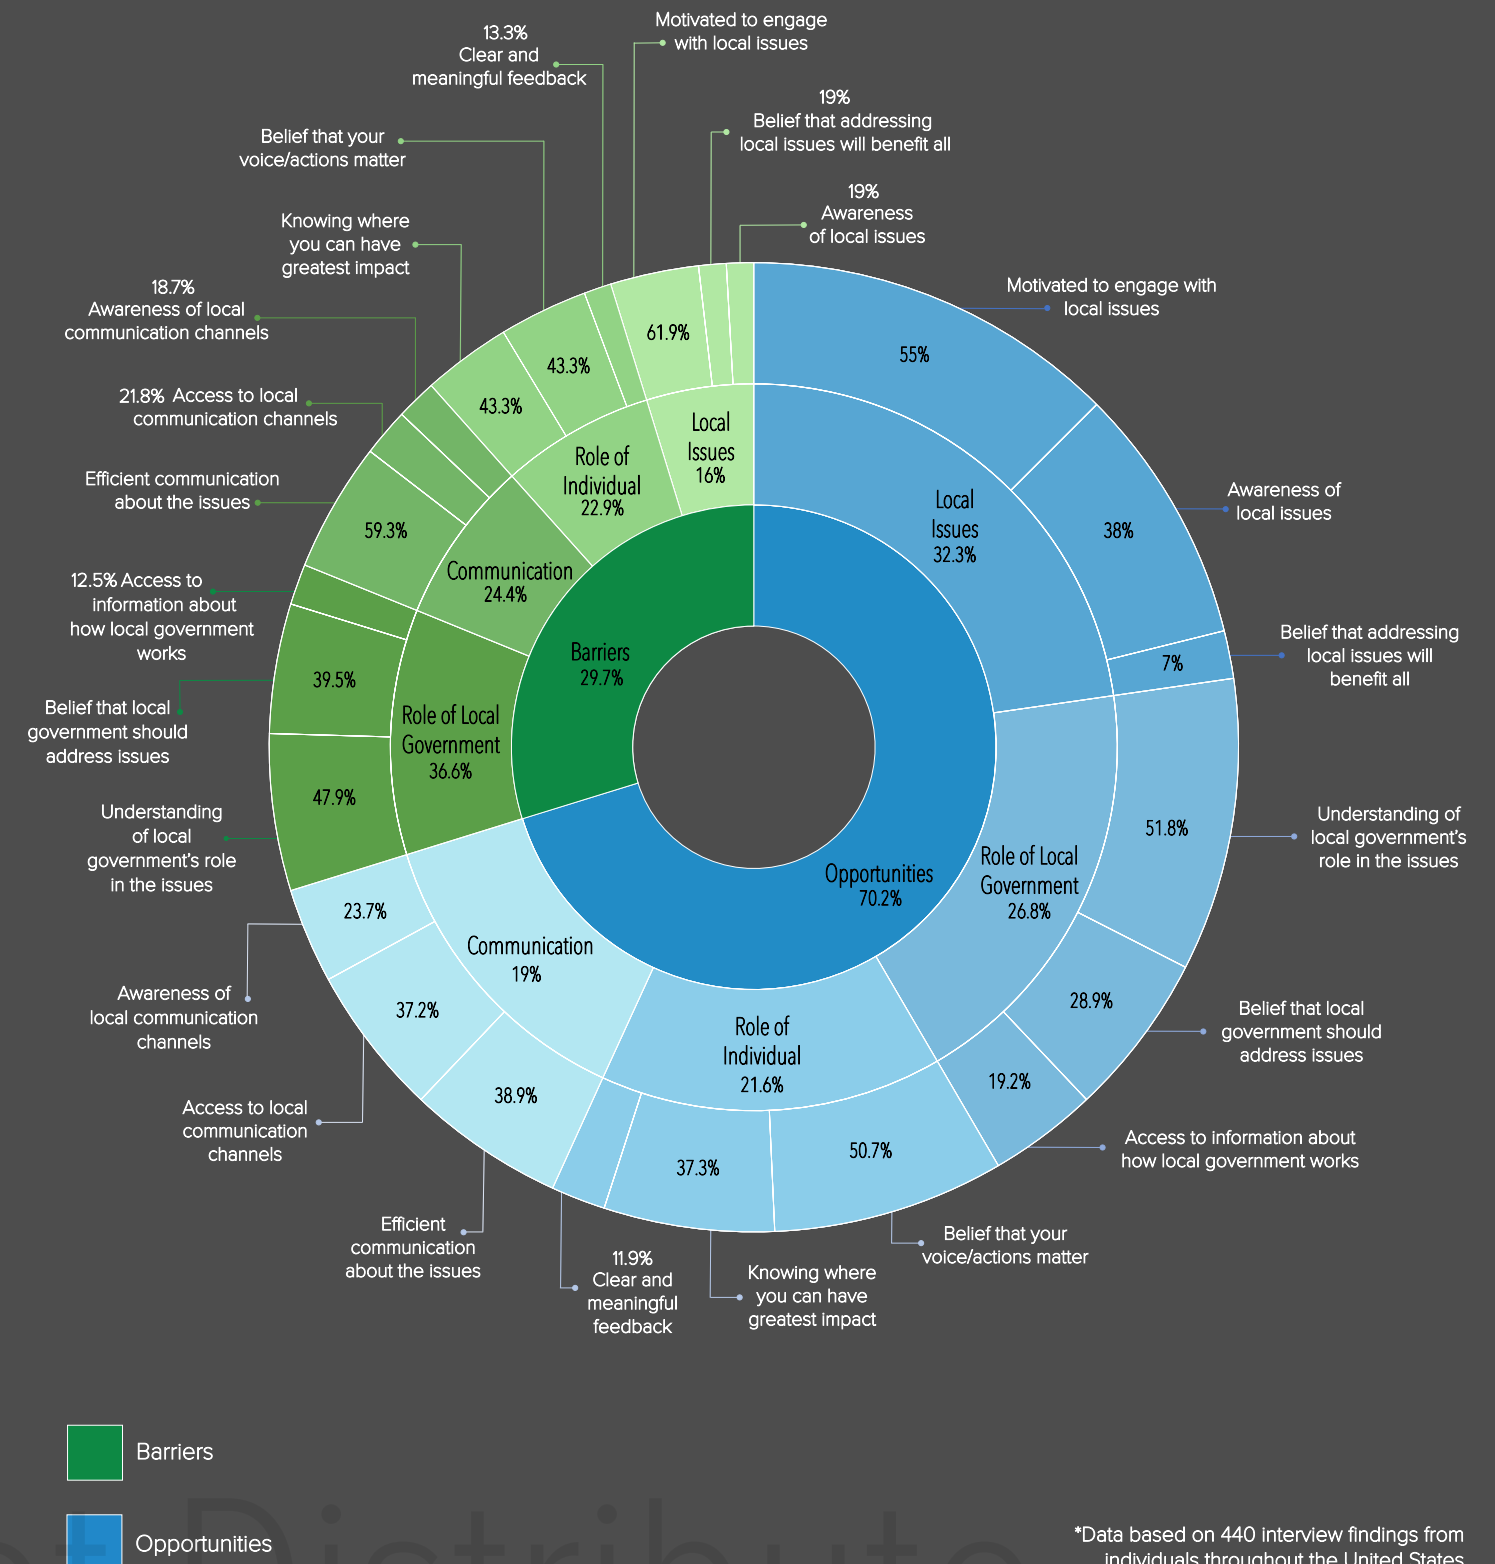 Motivated to engage
with local issues
13.3%
Clear and
meaningful feedback
19%
Belief that addressing
local issues will benefit all
Belief that your
voice/actions matter
19%
Awareness
of local issues
Knowing where
you can have
greatest impact
18.7%
Awareness of local
communication channels
21.8% Access to local
communication channels
Efficient communication
about the issues
12.5% Access to
information about
how local government
works
Belief that local
government should
address issues
Understanding
of local
government's role
in the issues
Awareness of
local communication
channels
Access to local
communication
channels
Efficient
communication
about the issues
11.9%
Clear and
meaningful
feedback
Knowing where
you can have
greatest impact
Belief that your
voice/actions matter
Access to information about
how local government works
Belief that local
government should
address issues
Understanding of
local government's
role in the issues
Belief that addressing
local issues will
benefit all
Awareness of
local issues
Motivated to engage with
local issues
61.9%
43.3%
43.3%
59.3%
39.5%
47.9%
23.7%
37.2%
38.9%
37.3%
50.7%
19.2%
28.9%
51.8%
7%
38%
55%
Local
Issues
16%
Role of
Individual
22.9%
Communication
24.4%
Role of Local
Government
36.6%
Communication
19%
Role of
Individual
21.6%
Role of Local
Government
26.8%
Local
Issues
32.3%
Barriers
29.7%
Opportunities
70.2%
Barriers
Opportunities
*Data based on 440 interview findings from
individuals throughout the United States
Distribute